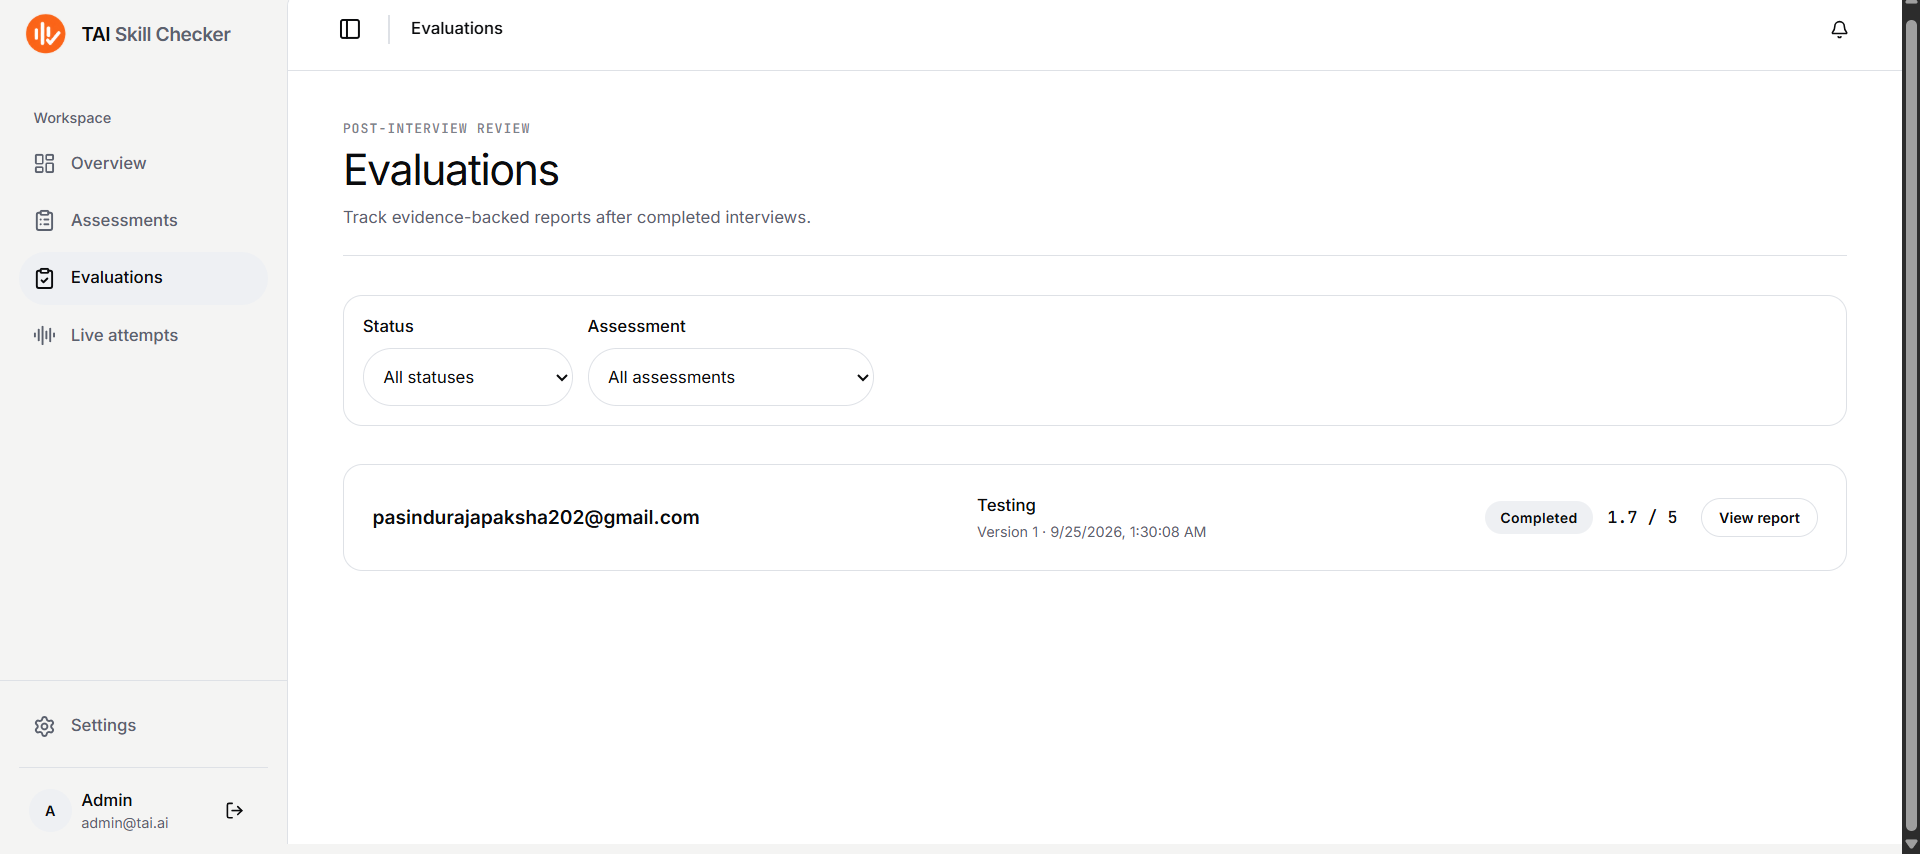 TAI Skill Checker
Workspace
Overview
Assessments
Evaluations
Live attempts
Settings
A
Admin
admin@tai.ai
Evaluations
POST-INTERVIEW REVIEW
Evaluations
Track evidence-backed reports after completed interviews.
Status
Assessment
All statuses
All assessments
pasindurajapaksha202@gmail.com
Testing
Version 1 · 9/25/2026, 1:30:08 AM
Completed
1.7 / 5
View report